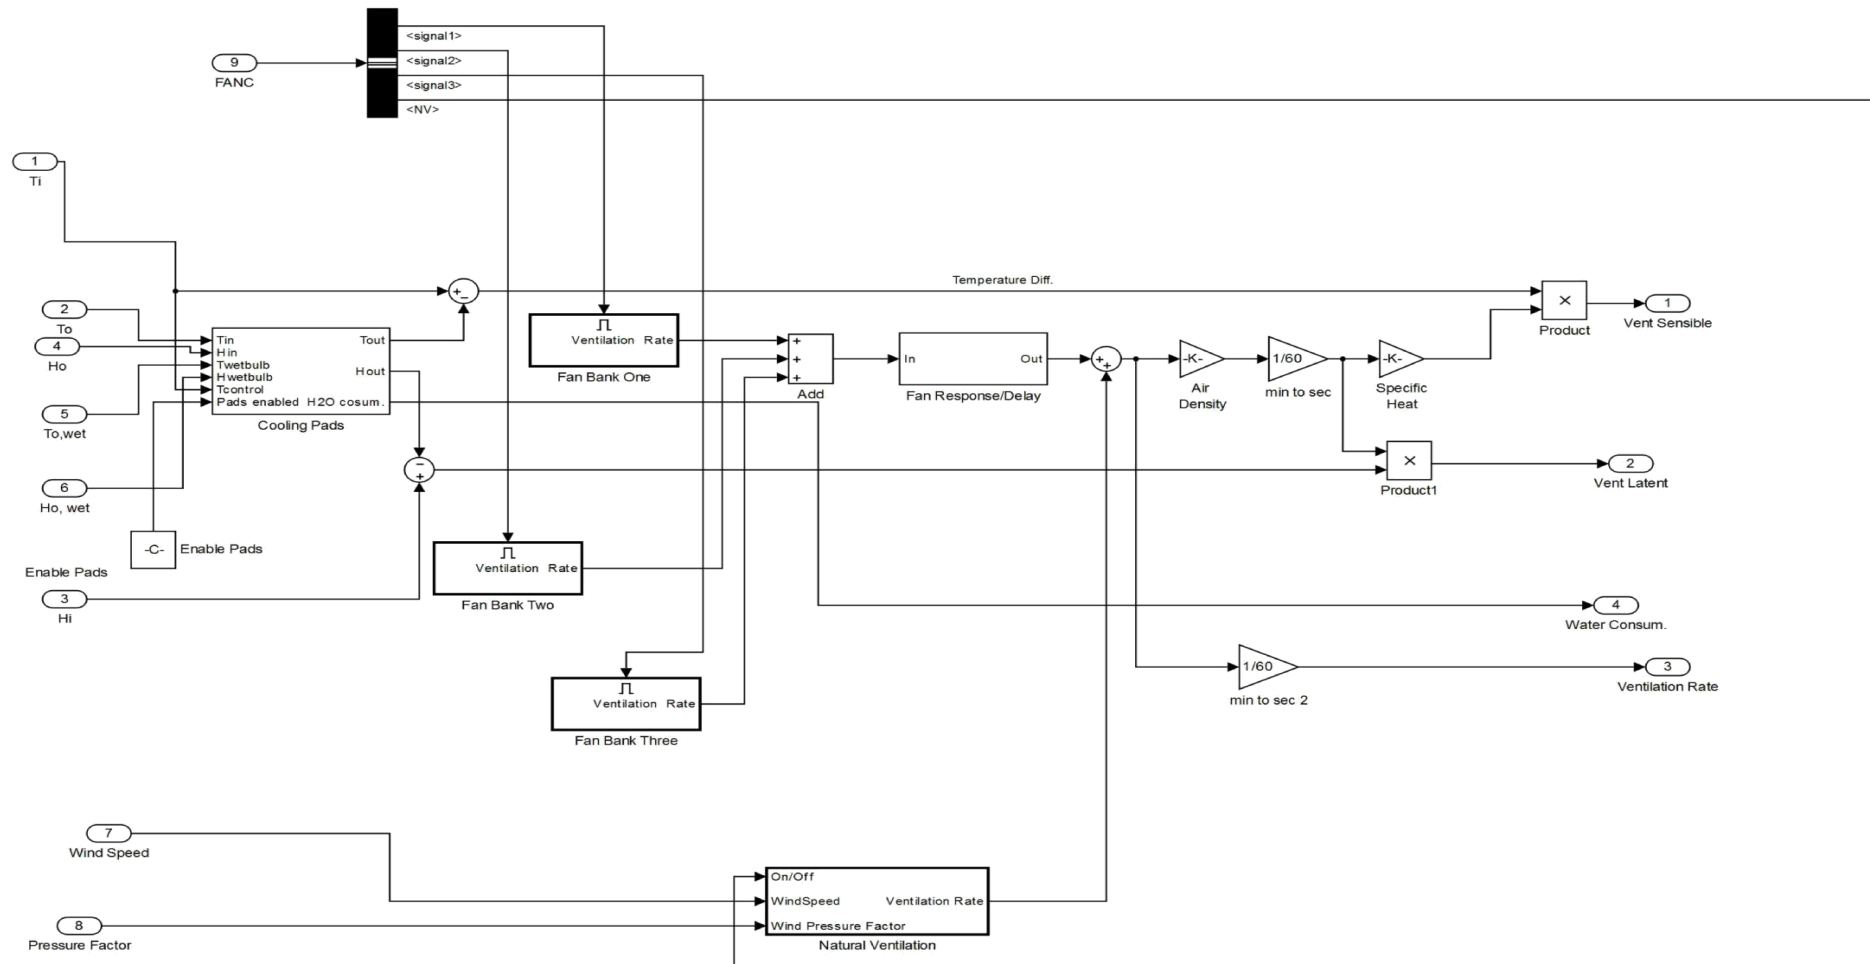 <signal1>
<signal2>
9
FANC
<signal3>
<NV>
1
Ti
Temperature Diff.
2
To
4
Ho
5
To,wet
6
Ho, wet
-C-
Enable Pads
Enable Pads
3
Hi
Tin
Hin
Twetbulb
Hwetbulb
Tcontrol
Pads enabled
Tout
Hout
H2O cosum.
Cooling Pads
+
−
−
+
Ventilation Rate
Fan Bank One
Ventilation Rate
Fan Bank Two
Ventilation Rate
Fan Bank Three
+
+
+
Add
In
Out
Fan Response/Delay
+
+
-K-
Air
Density
1/60
min to sec
-K-
Specific
Heat
×
Product
1
Vent Sensible
×
Product1
2
Vent Latent
4
Water Consum.
1/60
min to sec 2
3
Ventilation Rate
7
Wind Speed
8
Pressure Factor
On/Off
WindSpeed
Wind Pressure Factor
Ventilation Rate
Natural Ventilation